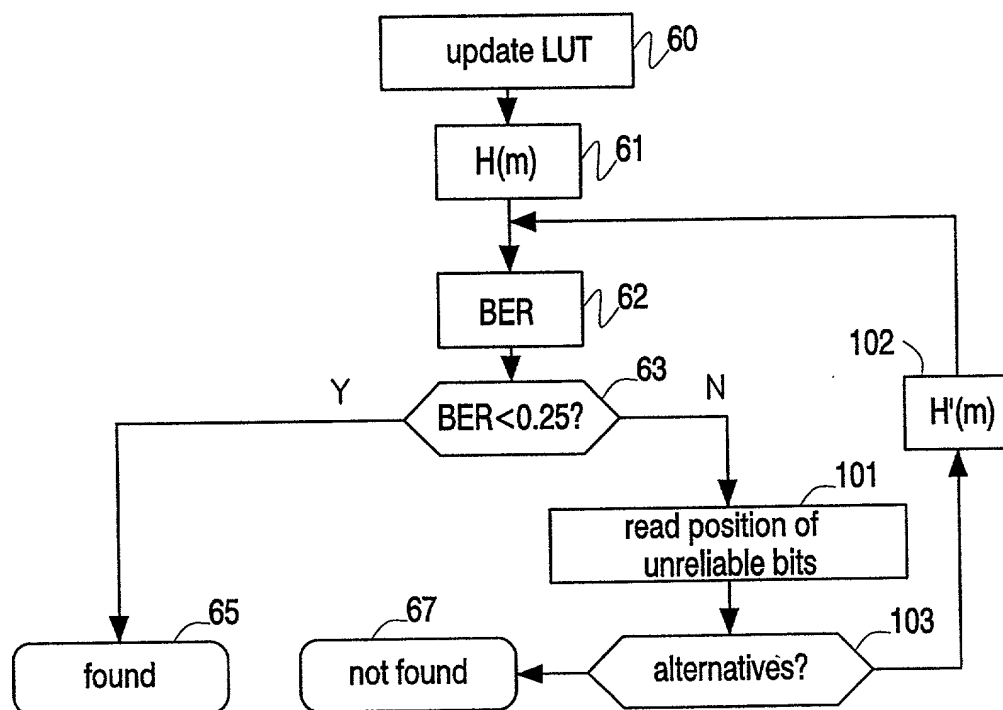 update LUT
60
H(m)
61
BER
62
BER<0.25?
63
Y
N
102
H'(m)
101
read position of
unreliable bits
65
found
67
not found
103
alternatives?